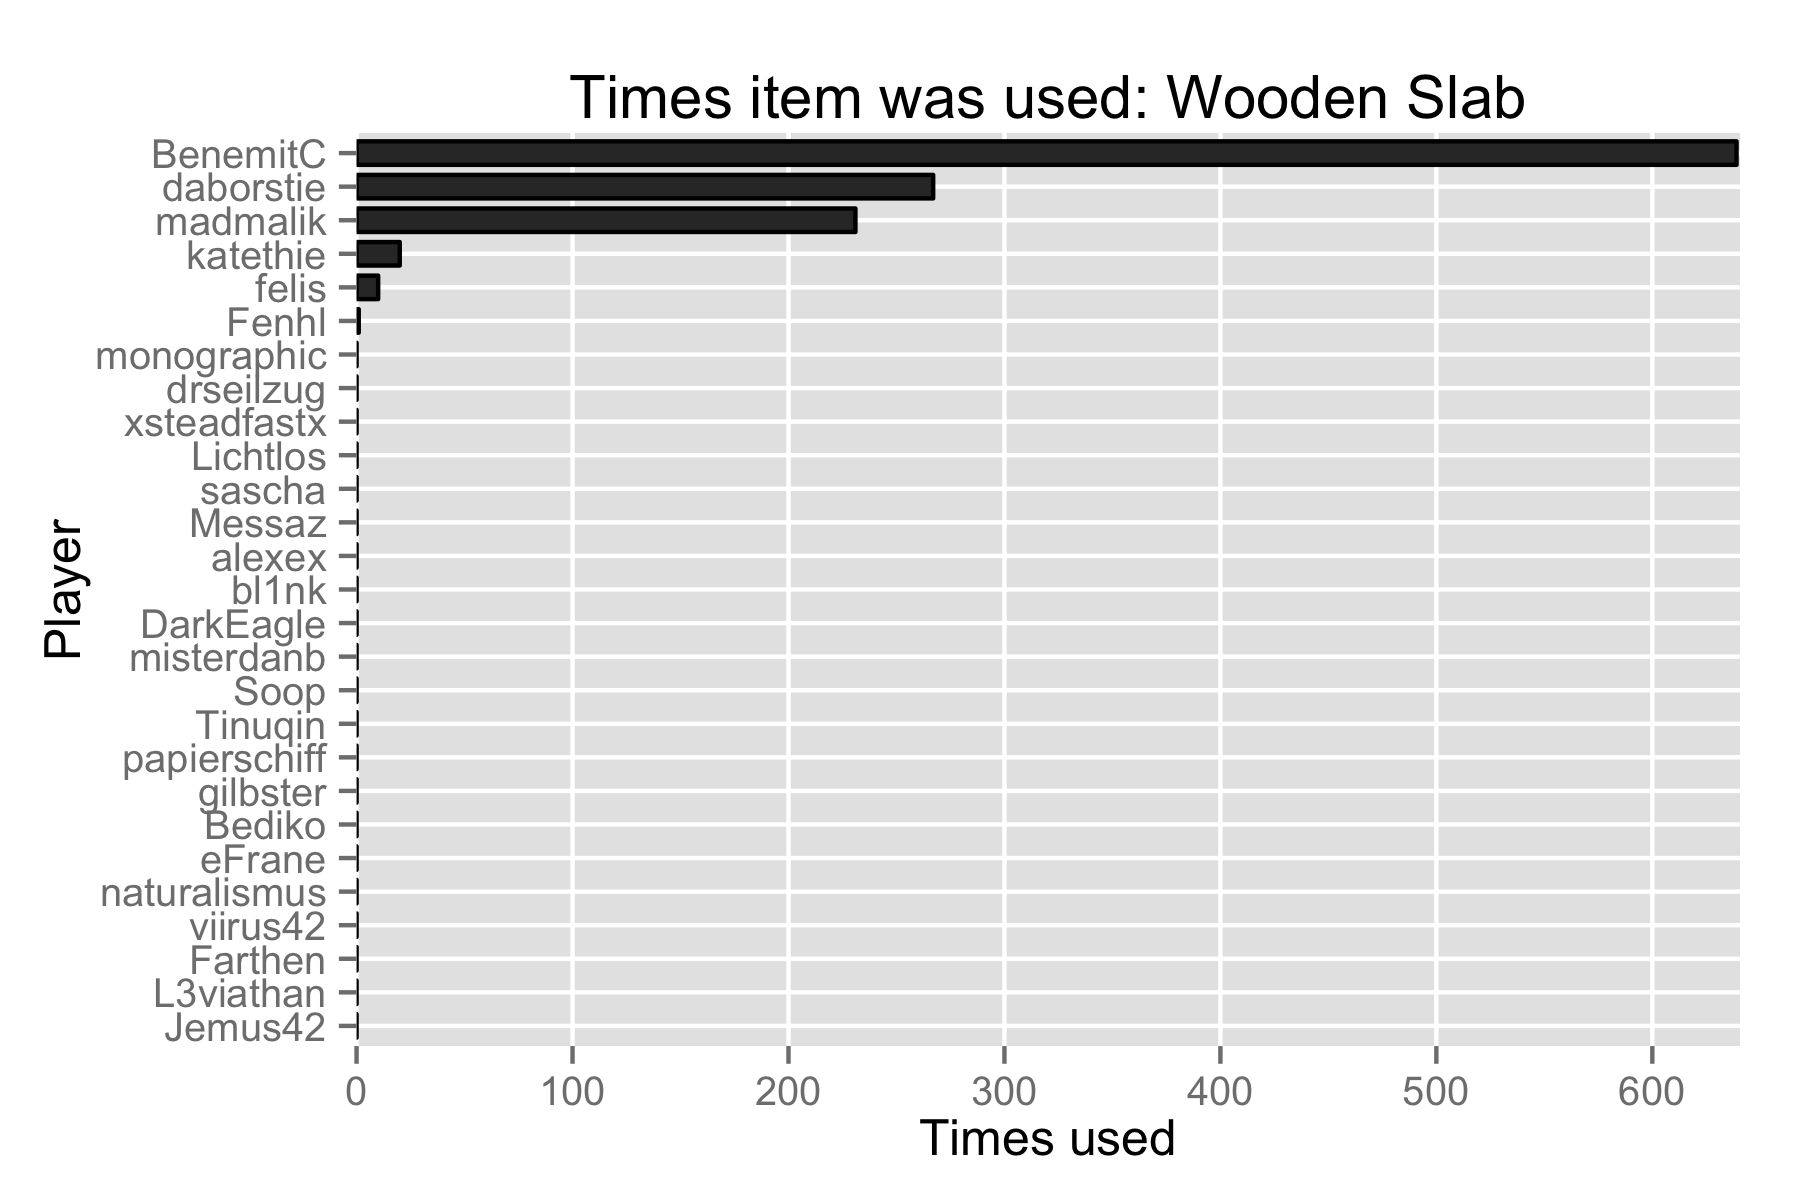 Times item was used: Wooden Slab
Player
BenemitC
daborstie
madmalik
katethie
felis
Fenhl
monographic
drseilzug
xsteadfastx
Lichtlos
sascha
Messaz
alexex
bl1nk
DarkEagle
misterdanb
Soop
Tinuqin
papierschiff
gilbster
Bediko
eFrane
naturalismus
viirus42
Farthen
L3viathan
Jemus42
0 100 200 300 400 500 600
Times used